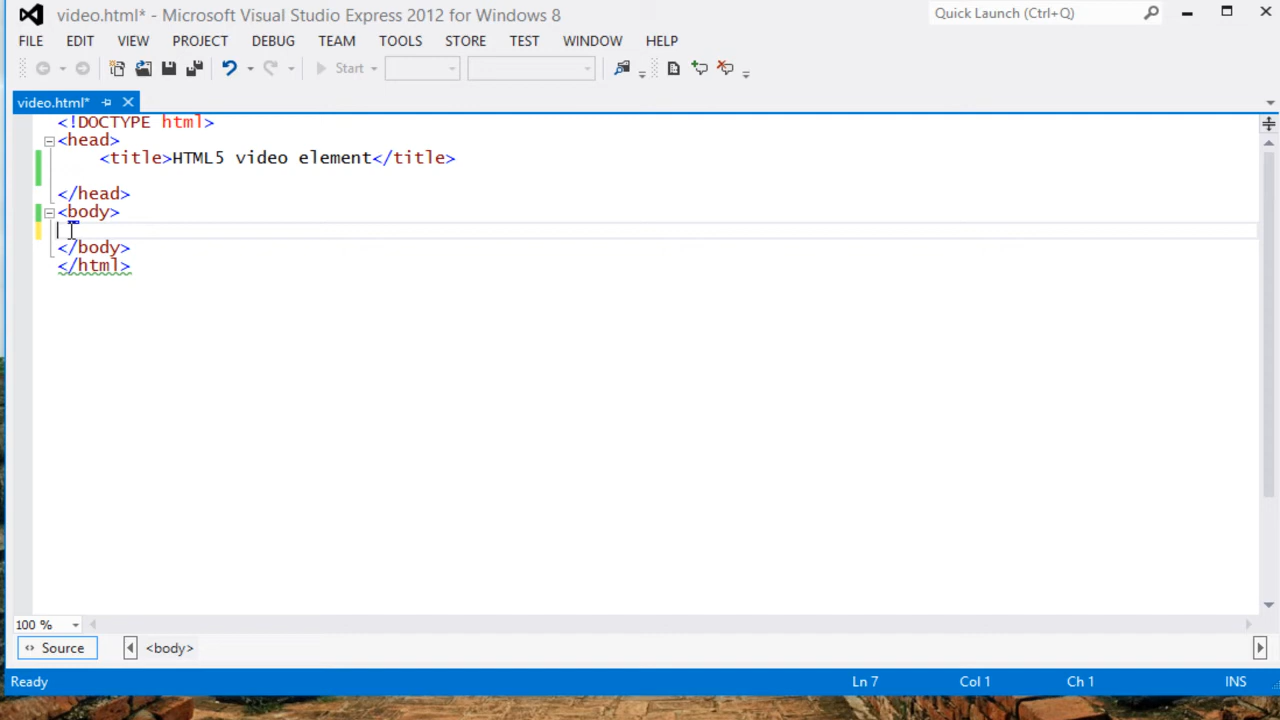 video.html* - Microsoft Visual Studio Express 2012 for Windows 8
Quick Launch (Ctrl+Q)
FILE EDIT VIEW PROJECT DEBUG TEAM TOOLS STORE TEST WINDOW HELP
Start
video.html*
<!DOCTYPE html>
<head>
<title>HTML5 video element</title>
</head>
<body>
</body>
</html>
100 %
Source <body>
Ready Ln 7 Col 1 Ch 1 INS